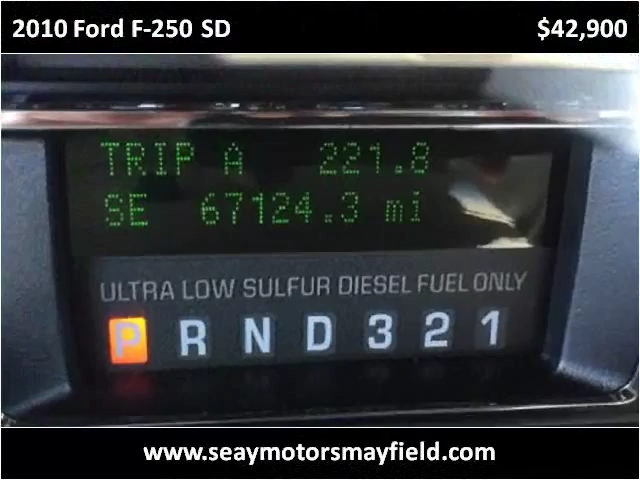 2010 Ford F-250 SD $42,900
TRIP A 221.8
SE 67124.3 mi
ULTRA LOW SULFUR DIESEL FUEL ONLY
P R N D 3 2 1
www.seaymotorsmayfield.com